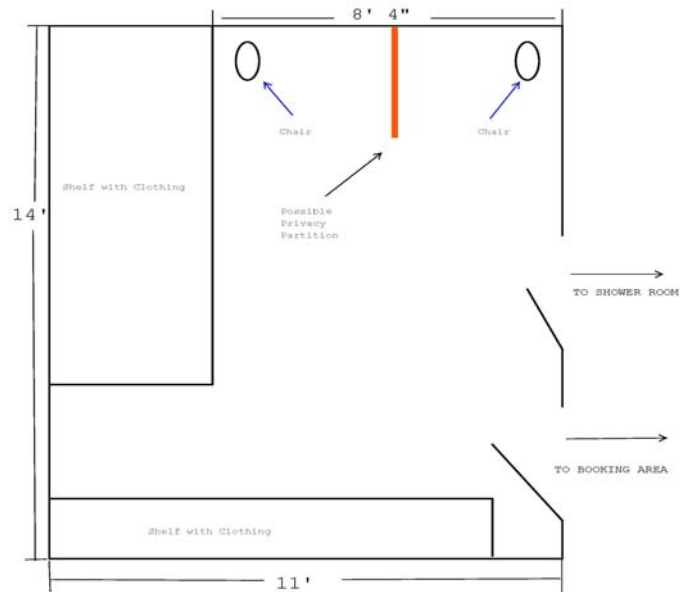 8' 4"
Chair
Chair
Shelf with Clothing
14'
Possible
Privacy
Partition
TO SHOWER ROOM
TO BOOKING AREA
Shelf with Clothing
11'